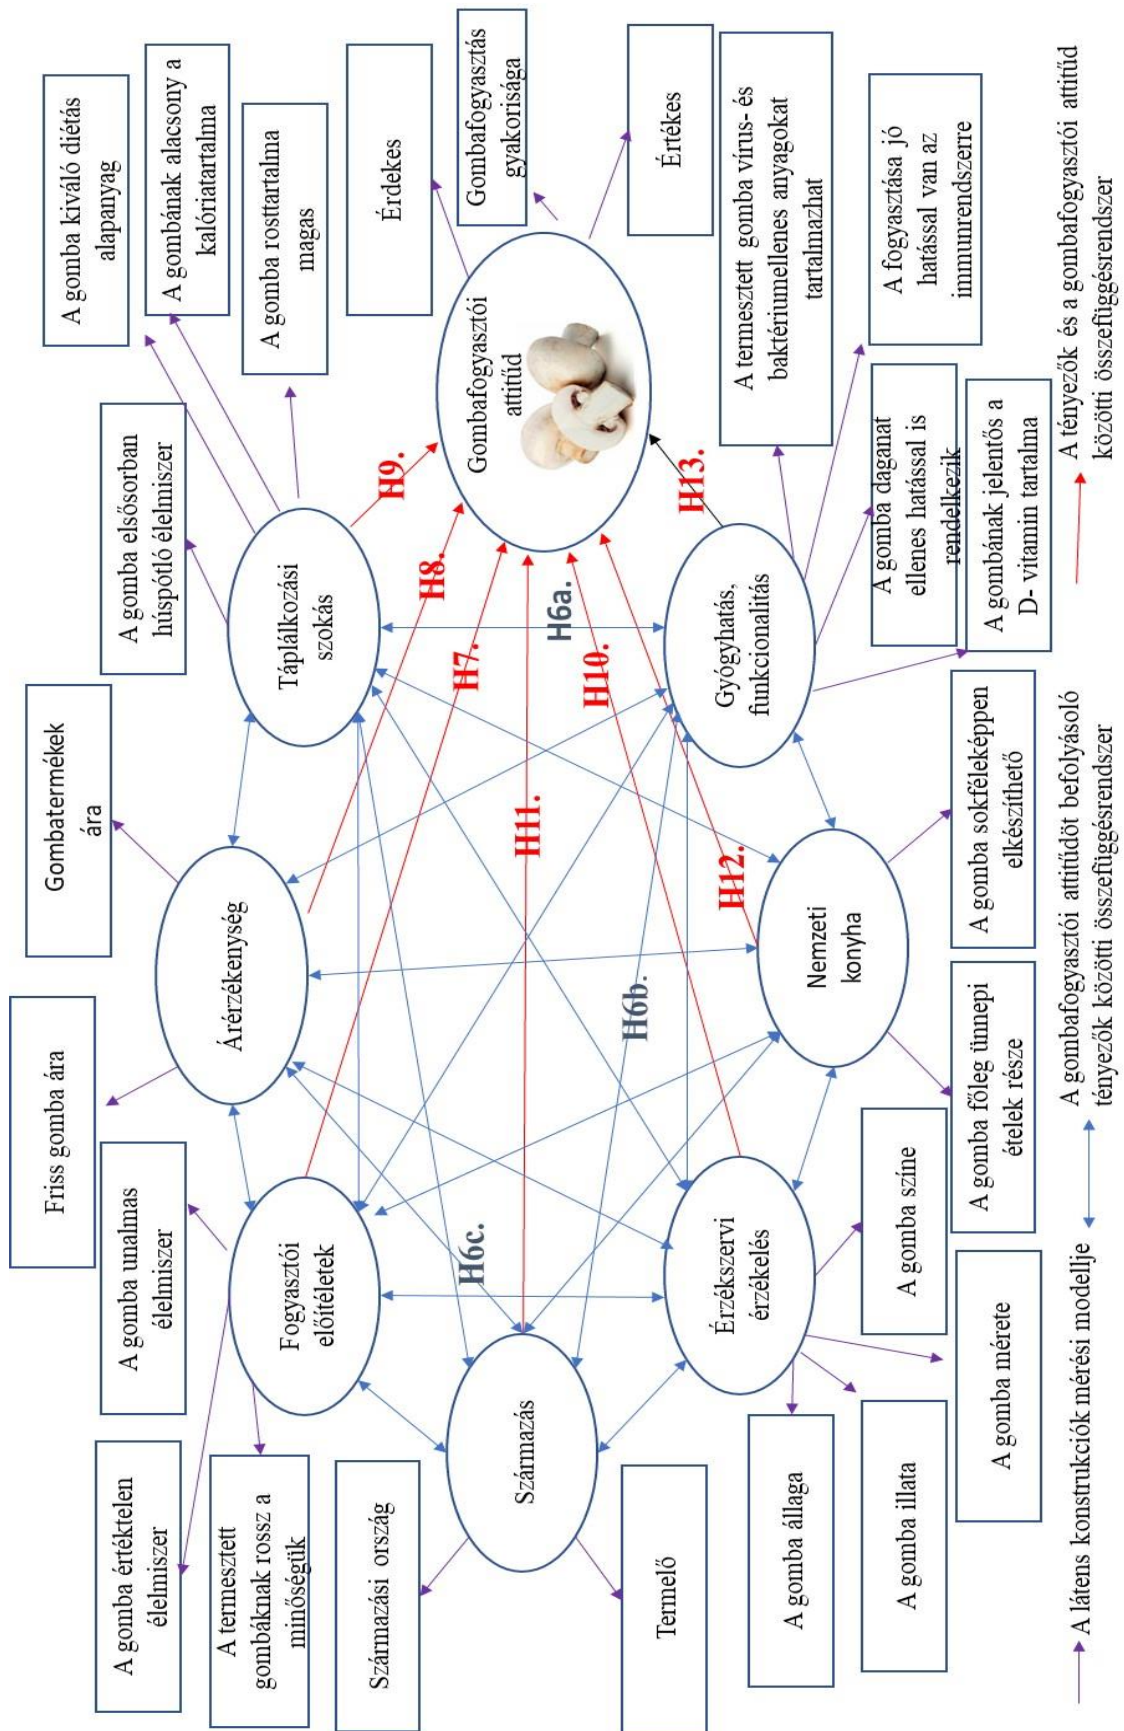 A gomba értéktelen
élelmiszer
A termesztett
gombáknak rossz a
minőségük
Származási ország
Termelő
A gomba állaga
A gomba illata
A gomba mérete
A gomba színe
Friss gomba ára
A gomba unalmas
élelmiszer
Gombatermékek
ára
A gomba elsősorban
húspótló élelmiszer
A gomba kiváló diétás
alapanyag
A gombának alacsony a
kalóriatartalma
A gomba rosttartalma
magas
Érdekes
Gombafogyasztás
gyakorisága
Értékes
A termesztett gomba vírus- és
baktériumellenes anyagokat
tartalmazhat
A fogyasztása jó
hatással van az
immunrendszerre
A gomba daganat
ellenes hatással is
rendelkezik
A gombának jelentős a
D- vitamin tartalma
A gomba sokféleképpen
elkészíthető
A gomba főleg ünnepi
ételek része
Származás
Fogyasztói
előítéletek
Árérzékenység
Táplálkozási
szokás
Gombafogyasztói
attitűd
Gyógyhatás,
funkcionalitás
Nemzeti
konyha
Érzékszervi
érzékelés
H6c.
H6b.
H6a.
H7.
H8.
H9.
H10.
H11.
H12.
H13.
A látens konstrukciók mérési modellje
A gombafogyasztói attitűdöt befolyásoló
tényezők közötti összefüggésrendszer
A tényezők és a gombafogyasztói attitűd
közötti összefüggésrendszer